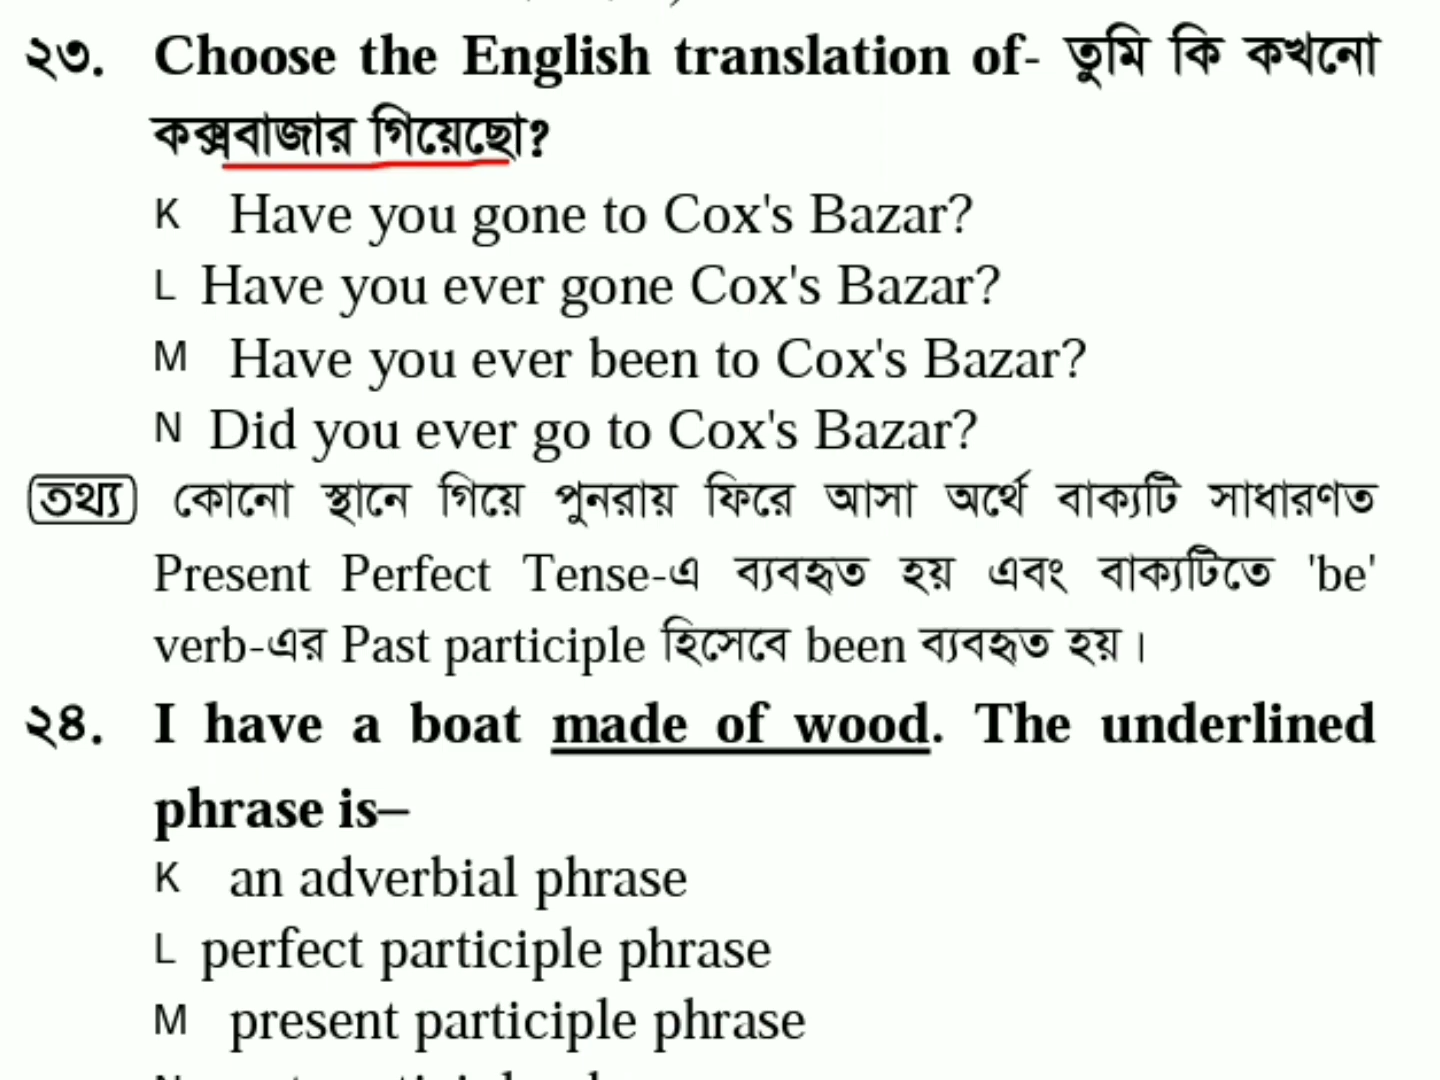 ২৩. Choose the English translation of- তুমি কি কখনো
কক্সবাজার গিয়েছো?
K Have you gone to Cox's Bazar?
L Have you ever gone Cox's Bazar?
M Have you ever been to Cox's Bazar?
N Did you ever go to Cox's Bazar?
তথ্য কোনো স্থানে গিয়ে পুনরায় ফিরে আসা অর্থে বাক্যটি সাধারণত
Present Perfect Tense-এ ব্যবহৃত হয় এবং বাক্যটিতে 'be'
verb-এর Past participle হিসেবে been ব্যবহৃত হয়।
২৪. I have a boat made of wood. The underlined
phrase is–
K an adverbial phrase
L perfect participle phrase
M present participle phrase